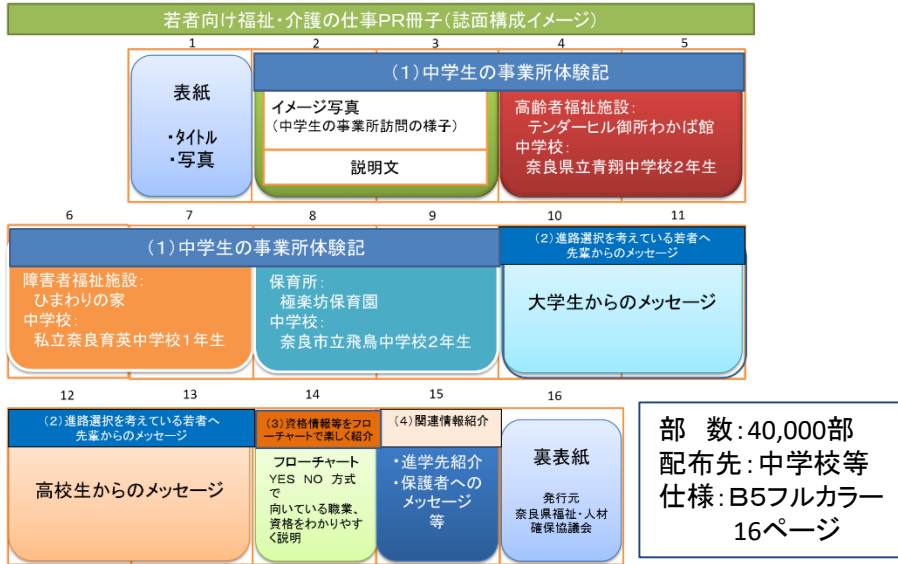 若者向け福祉・介護の仕事PR冊子(誌面構成イメージ)
1
2
3
4
5
表紙
・タイトル
・写真
(1)中学生の事業所体験記
イメージ写真
(中学生の事業所訪問の様子)
説明文
高齢者福祉施設:
テンダーヒル御所わかば館
中学校:
奈良県立青翔中学校2年生
6
7
8
9
10
11
(1)中学生の事業所体験記
障害者福祉施設:
ひまわりの家
中学校:
私立奈良育英中学校1年生
保育所:
極楽坊保育園
中学校:
奈良市立飛鳥中学校2年生
(2)進路選択を考えている若者へ
先輩からのメッセージ
大学生からのメッセージ
12
13
14
15
16
(2)進路選択を考えている若者へ
先輩からのメッセージ
高校生からのメッセージ
(3)資格情報等をフロ
ーチャートで楽しく紹介
フローチャート
YES NO 方式
で
向いている職業、
資格をわかりやす
く説明
(4)関連情報紹介
・進学先紹介
・保護者への
メッセージ
等
裏表紙
発行元
奈良県福祉・人材
確保協議会
部 数:40,000部
配布先:中学校等
仕様:B5フルカラー
16ページ